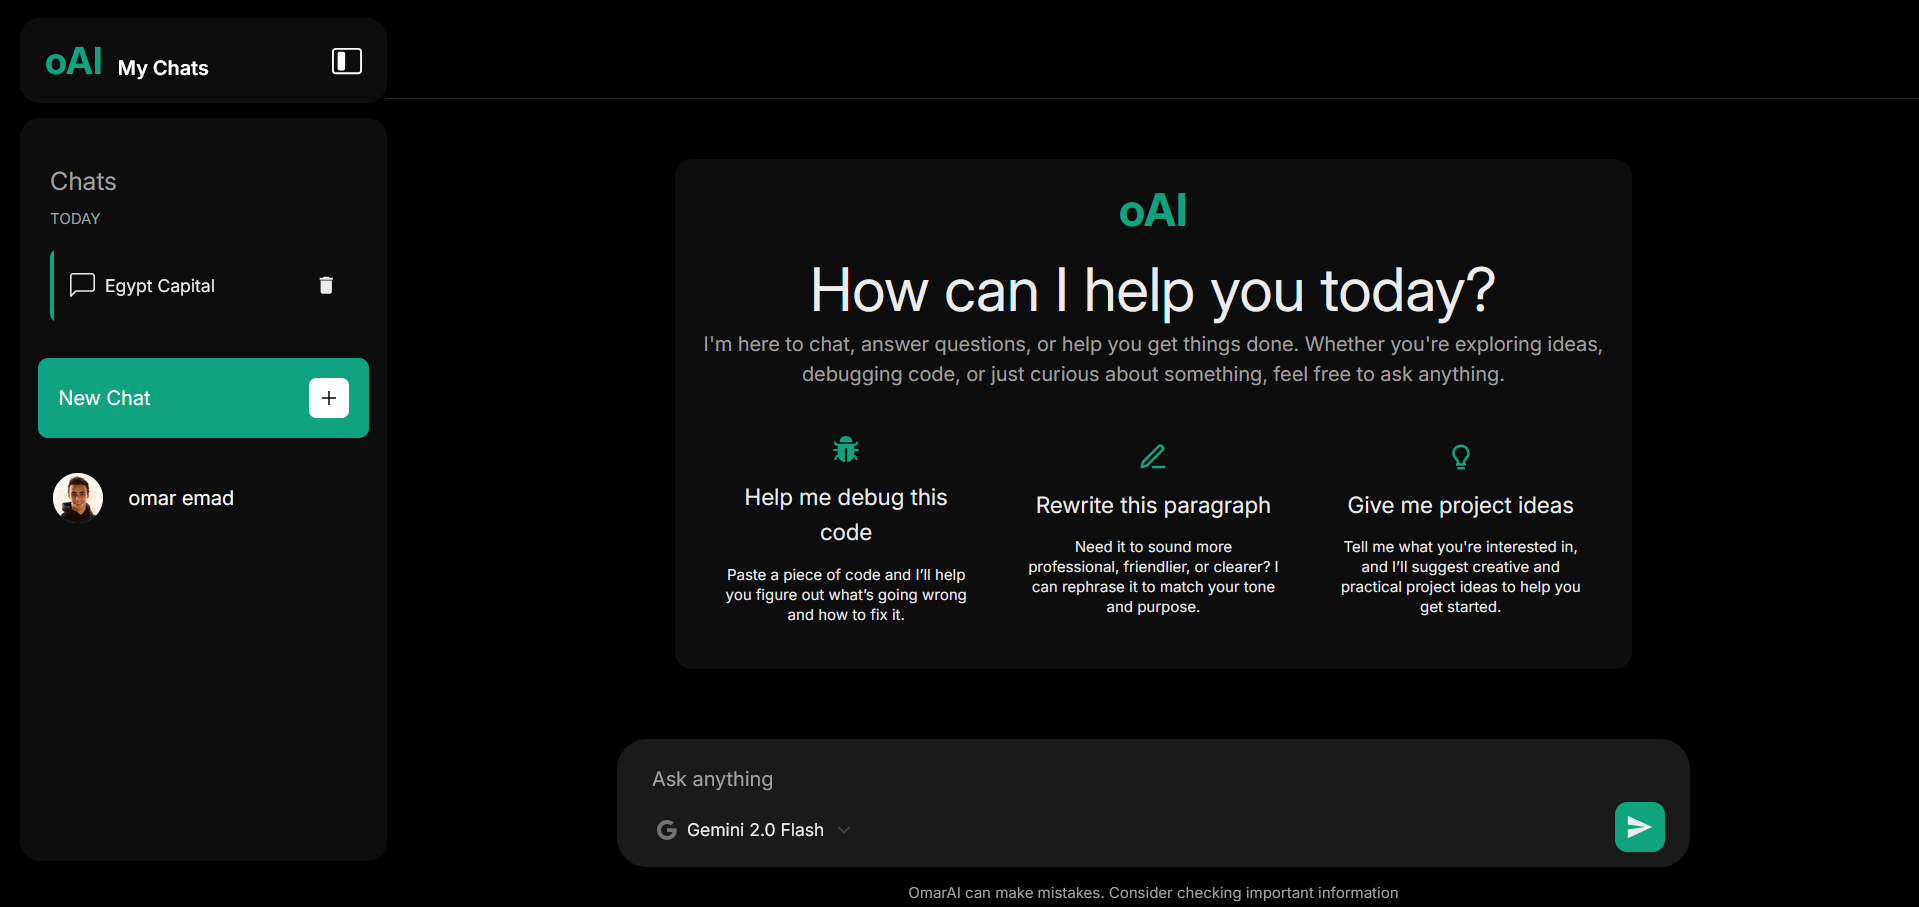 oAI My Chats
Chats
TODAY
Egypt Capital
New Chat
omar emad
oAI
How can I help you today?
I'm here to chat, answer questions, or help you get things done. Whether you're exploring ideas,
debugging code, or just curious about something, feel free to ask anything.
Help me debug this
code
Paste a piece of code and I’ll help
you figure out what’s going wrong
and how to fix it.
Rewrite this paragraph
Need it to sound more
professional, friendlier, or clearer? I
can rephrase it to match your tone
and purpose.
Give me project ideas
Tell me what you're interested in,
and I’ll suggest creative and
practical project ideas to help you
get started.
Ask anything
Gemini 2.0 Flash
OmarAI can make mistakes. Consider checking important information